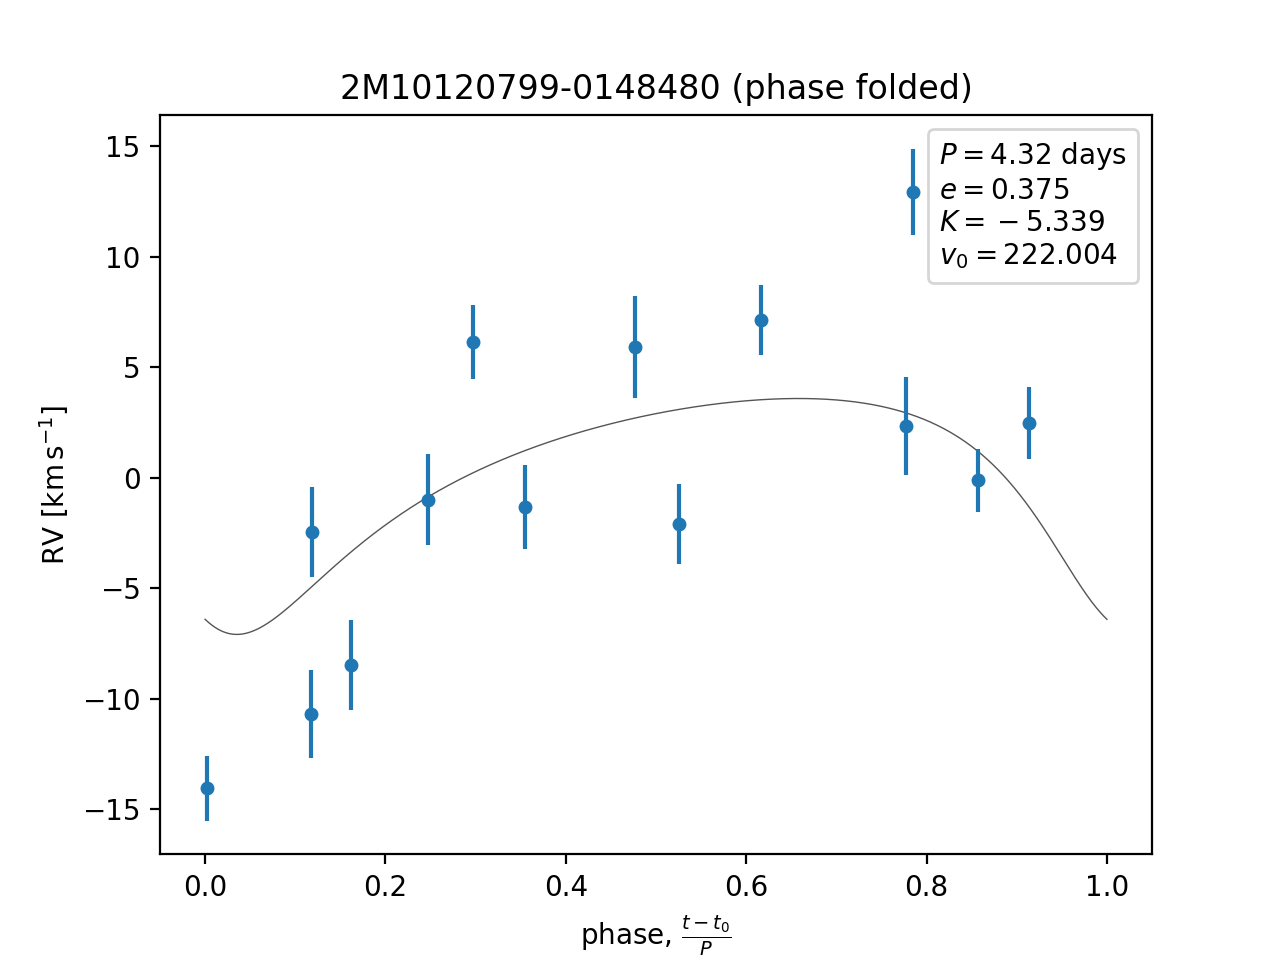 2M10120799-0148480 (phase folded)
P = 4.32 days
e = 0.375
K = −5.339
v₀ = 222.004
RV [km s⁻¹]
15
10
5
0
−5
−10
−15
0.0 0.2 0.4 0.6 0.8 1.0
phase, (t − t₀)/P